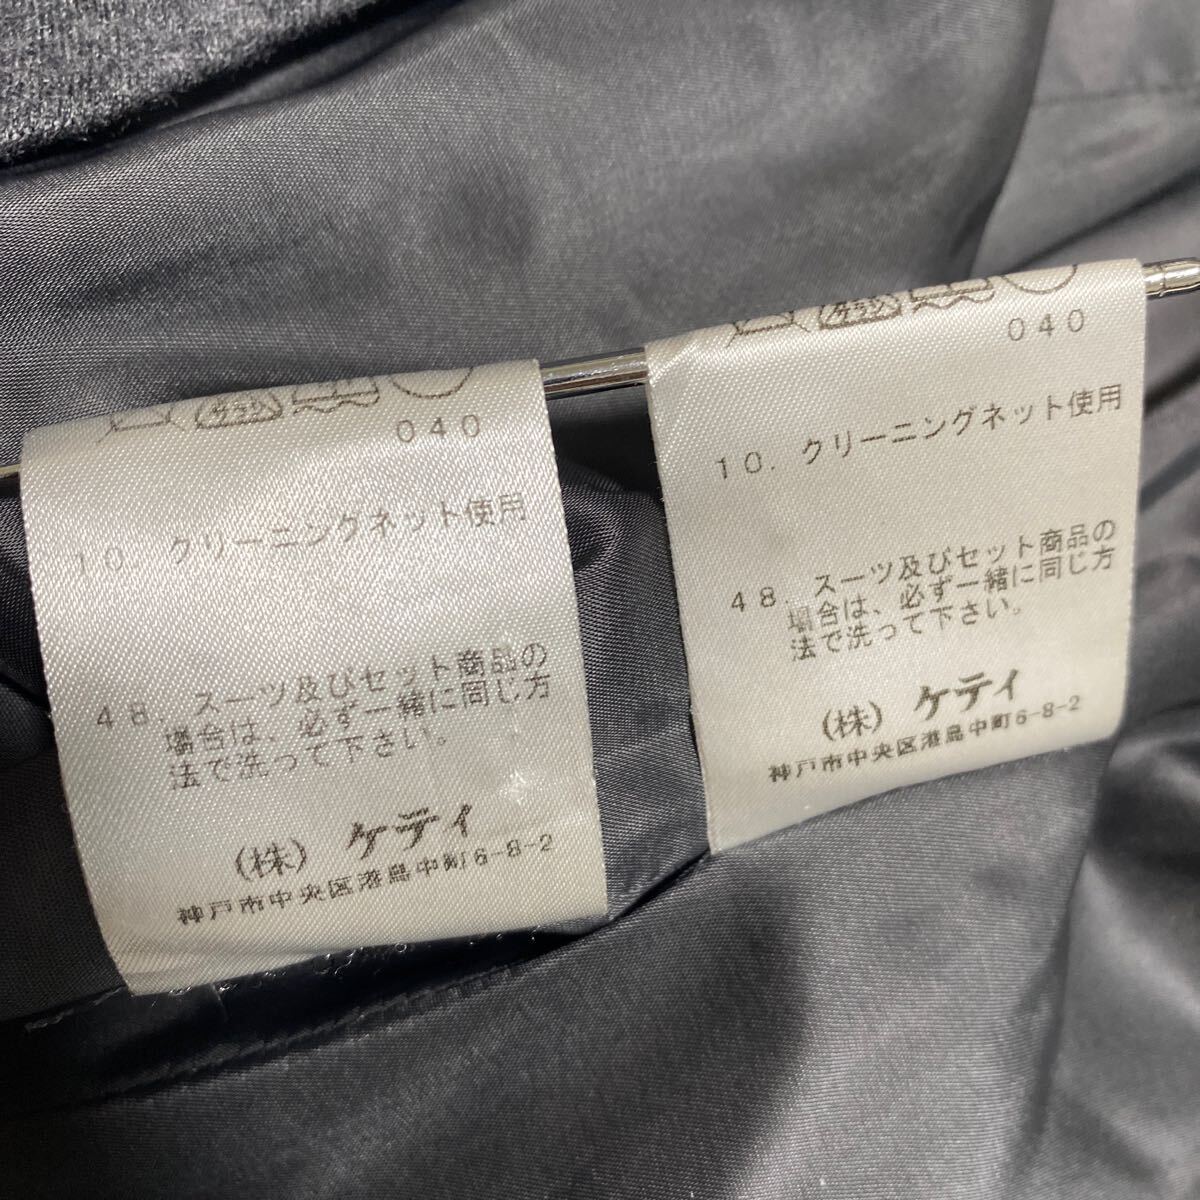 040
10. クリーニングネット使用
48. スーツ及びセット商品の
場合は、必ず一緒に同じ方
法で洗って下さい。
(株) ケティ
神戸市中央区港島中町6-8-2
040
10. クリーニングネット使用
48. スーツ及びセット商品の
場合は、必ず一緒に同じ方
法で洗って下さい。
(株) ケティ
神戸市中央区港島中町6-8-2